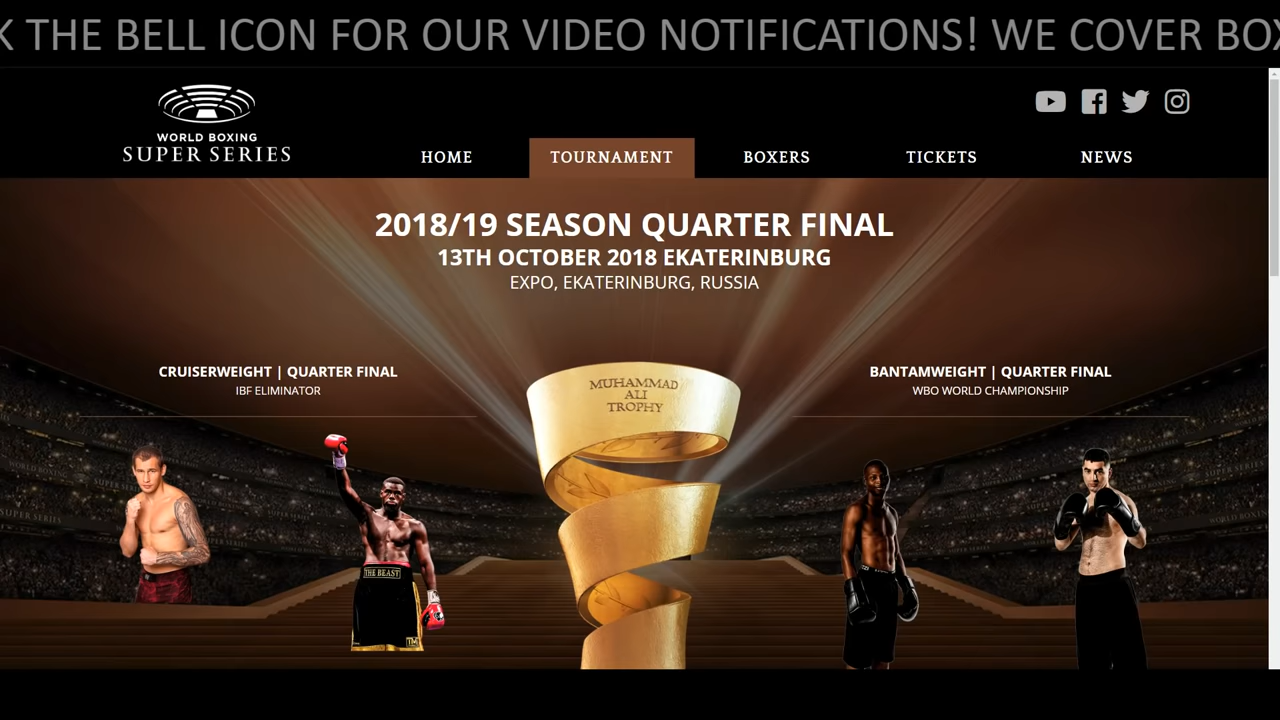 K THE BELL ICON FOR OUR VIDEO NOTIFICATIONS! WE COVER BOX
WORLD BOXING
SUPER SERIES
HOME
TOURNAMENT
BOXERS
TICKETS
NEWS
2018/19 SEASON QUARTER FINAL
13TH OCTOBER 2018 EKATERINBURG
EXPO, EKATERINBURG, RUSSIA
CRUISERWEIGHT | QUARTER FINAL
IBF ELIMINATOR
BANTAMWEIGHT | QUARTER FINAL
WBO WORLD CHAMPIONSHIP
MUHAMMAD
ALI
TROPHY
THE BEAST
TM